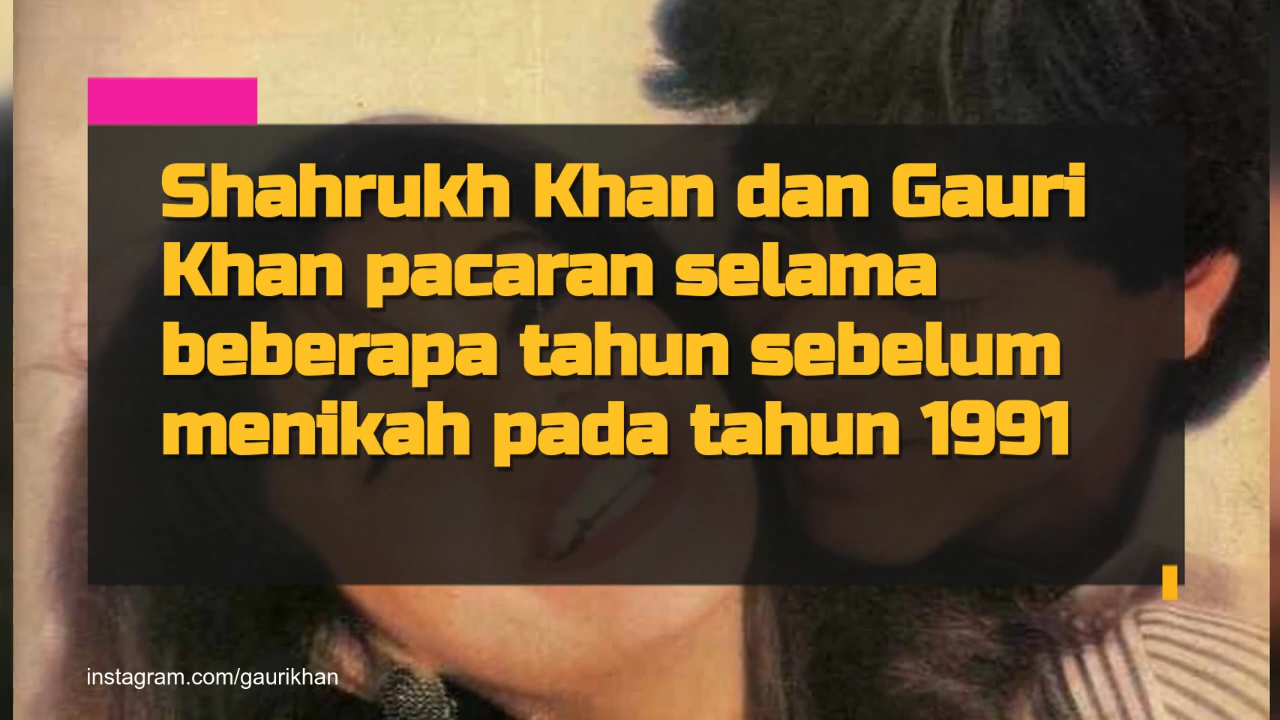 Shahrukh Khan dan Gauri
Khan pacaran selama
beberapa tahun sebelum
menikah pada tahun 1991
instagram.com/gaurikhan